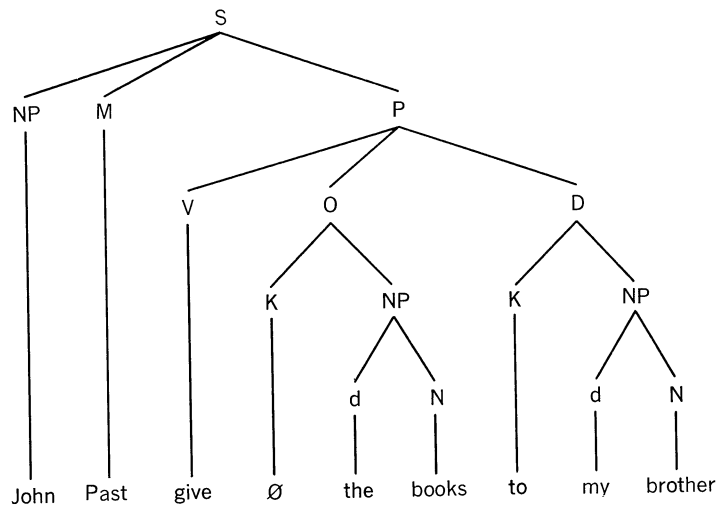 S
NP M P
V O D
K NP K NP
d N d N
John Past give Ø the books to my brother